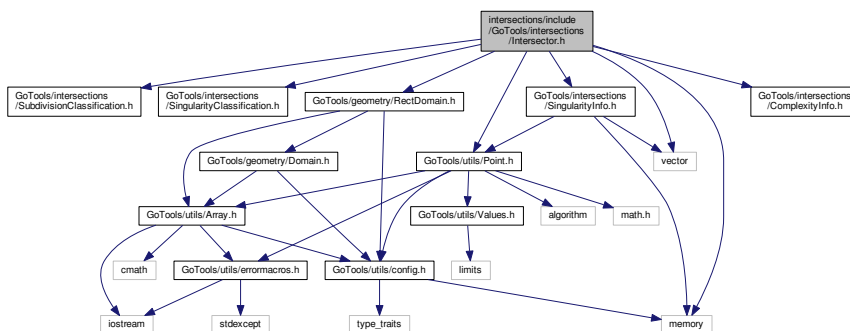 intersections/include
/GoTools/intersections
/Intersector.h
GoTools/intersections
/SubdivisionClassification.h
GoTools/intersections
/SingularityClassification.h
GoTools/geometry/RectDomain.h
GoTools/intersections
/SingularityInfo.h
GoTools/intersections
/ComplexityInfo.h
GoTools/geometry/Domain.h
GoTools/utils/Point.h
vector
GoTools/utils/Array.h
GoTools/utils/Values.h
algorithm
math.h
cmath
GoTools/utils/errormacros.h
GoTools/utils/config.h
limits
iostream
stdexcept
type_traits
memory